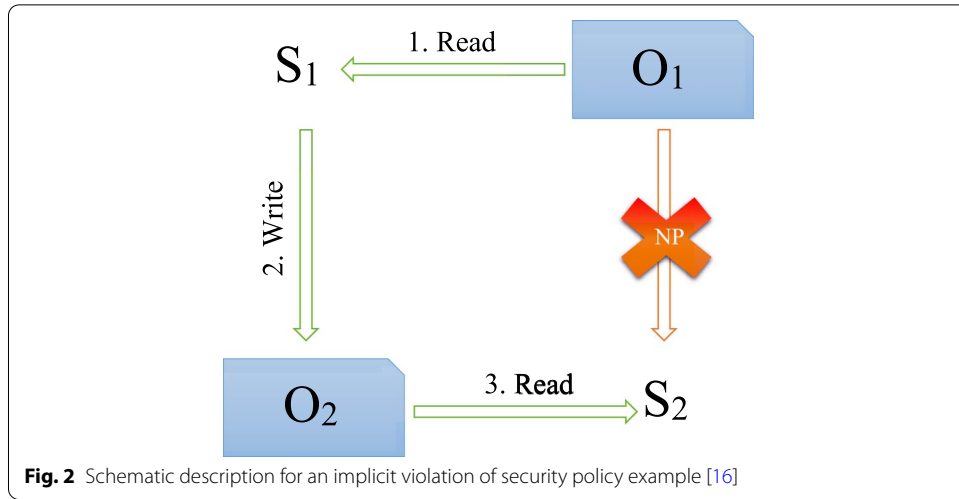 1. Read
S₁
O₁
2. Write
NP
O₂
3. Read
S₂
Fig. 2 Schematic description for an implicit violation of security policy example [16]